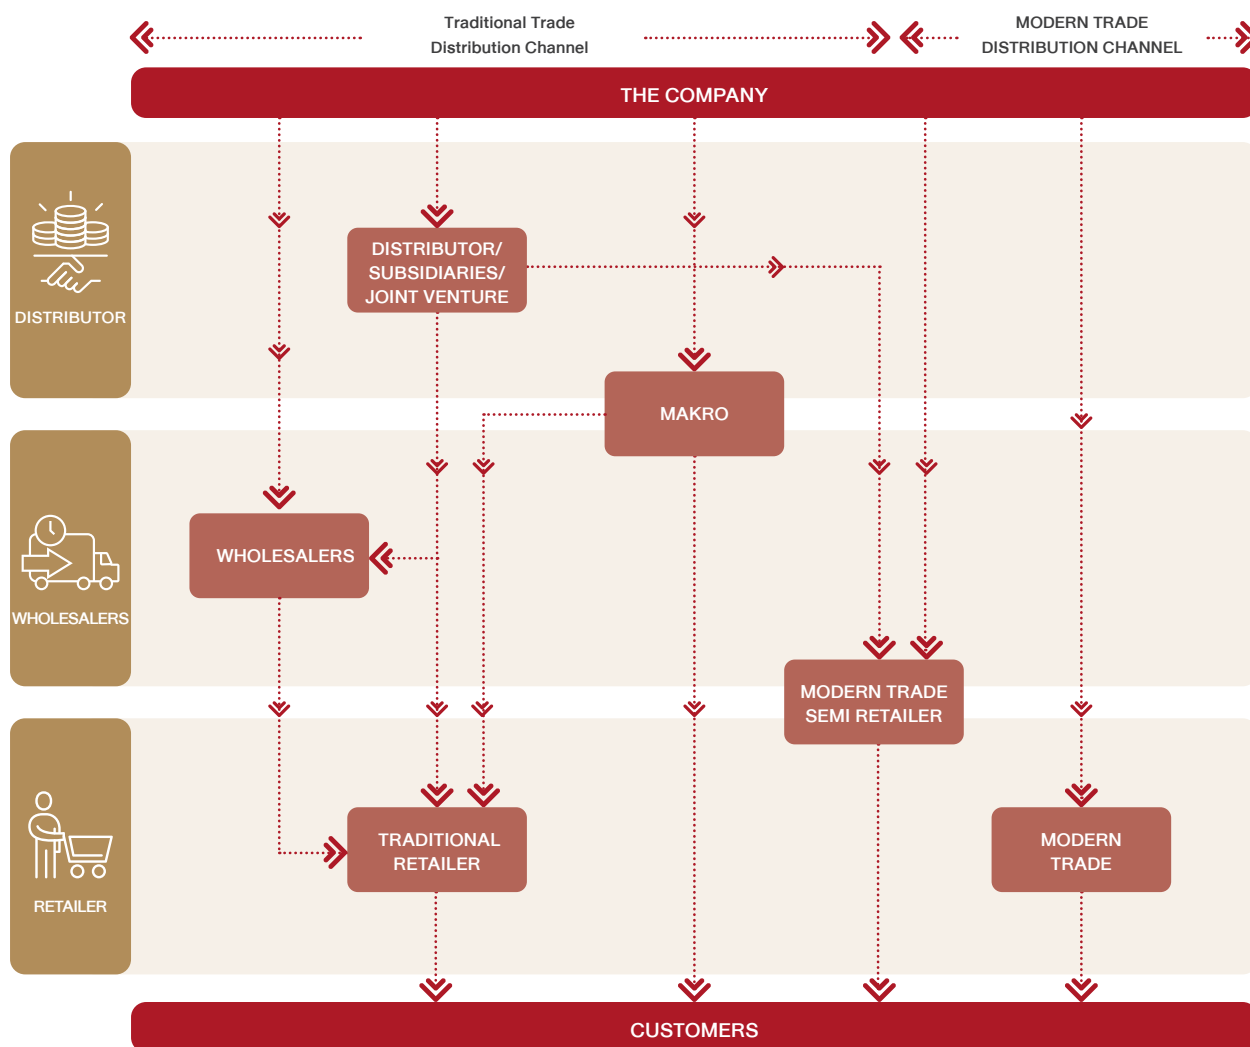 Traditional Trade
Distribution Channel
MODERN TRADE
DISTRIBUTION CHANNEL
THE COMPANY
DISTRIBUTOR
DISTRIBUTOR/
SUBSIDIARIES/
JOINT VENTURE
MAKRO
WHOLESALERS
WHOLESALERS
MODERN TRADE
SEMI RETAILER
RETAILER
TRADITIONAL
RETAILER
MODERN
TRADE
CUSTOMERS